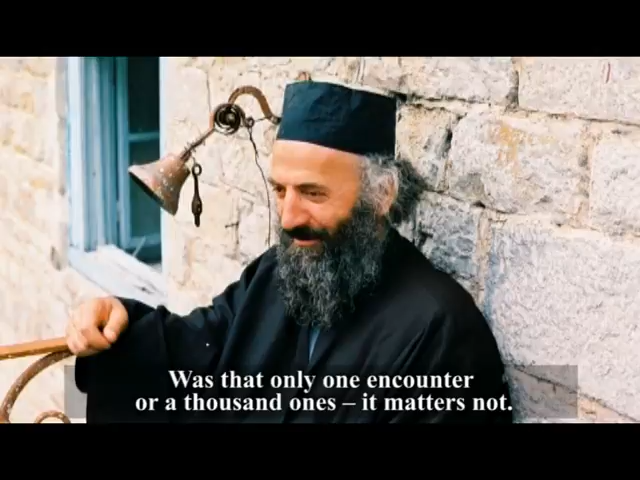 Was that only one encounter
or a thousand ones – it matters not.